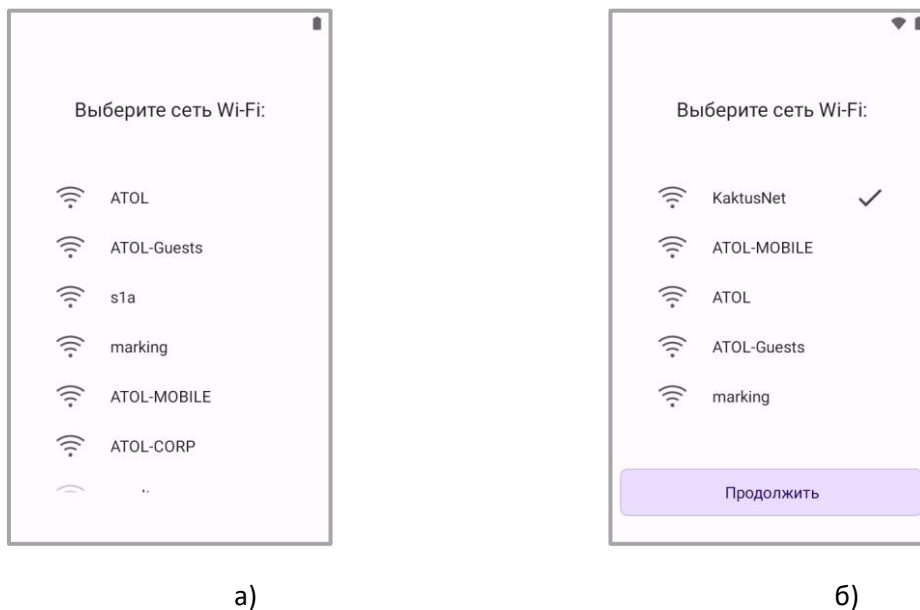 Выберите сеть Wi-Fi:
ATOL
ATOL-Guests
s1a
marking
ATOL-MOBILE
ATOL-CORP
а)
Выберите сеть Wi-Fi:
KaktusNet
ATOL-MOBILE
ATOL
ATOL-Guests
marking
Продолжить
б)